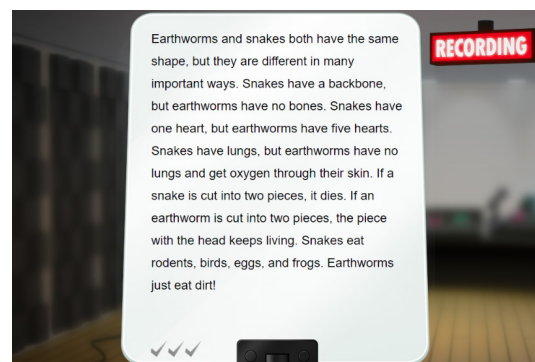 RECORDING
Earthworms and snakes both have the same
shape, but they are different in many
important ways. Snakes have a backbone,
but earthworms have no bones. Snakes have
one heart, but earthworms have five hearts.
Snakes have lungs, but earthworms have no
lungs and get oxygen through their skin. If a
snake is cut into two pieces, it dies. If an
earthworm is cut into two pieces, the piece
with the head keeps living. Snakes eat
rodents, birds, eggs, and frogs. Earthworms
just eat dirt!